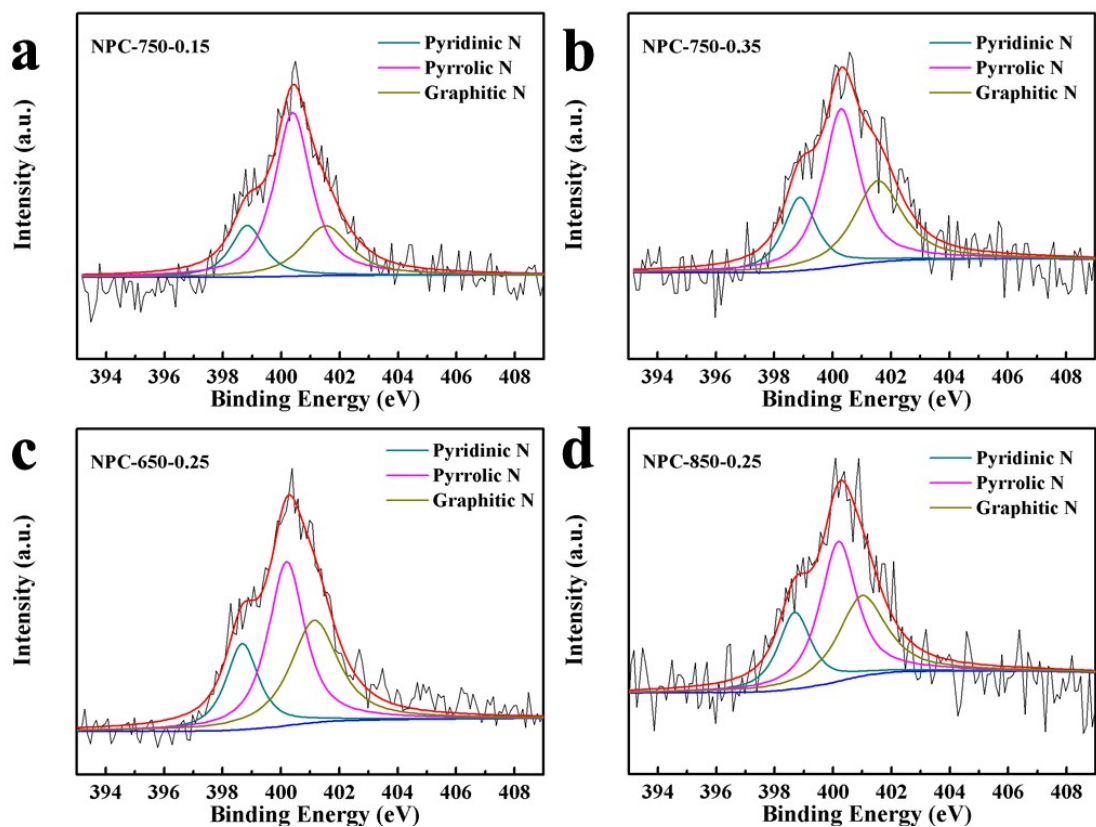 a
NPC-750-0.15
Pyridinic N
Pyrrolic N
Graphitic N
Intensity (a.u.)
394 396 398 400 402 404 406 408
Binding Energy (eV)
b
NPC-750-0.35
Pyridinic N
Pyrrolic N
Graphitic N
Intensity (a.u.)
394 396 398 400 402 404 406 408
Binding Energy (eV)
c
NPC-650-0.25
Pyridinic N
Pyrrolic N
Graphitic N
Intensity (a.u.)
394 396 398 400 402 404 406 408
Binding Energy (eV)
d
NPC-850-0.25
Pyridinic N
Pyrrolic N
Graphitic N
Intensity (a.u.)
394 396 398 400 402 404 406 408
Binding Energy (eV)